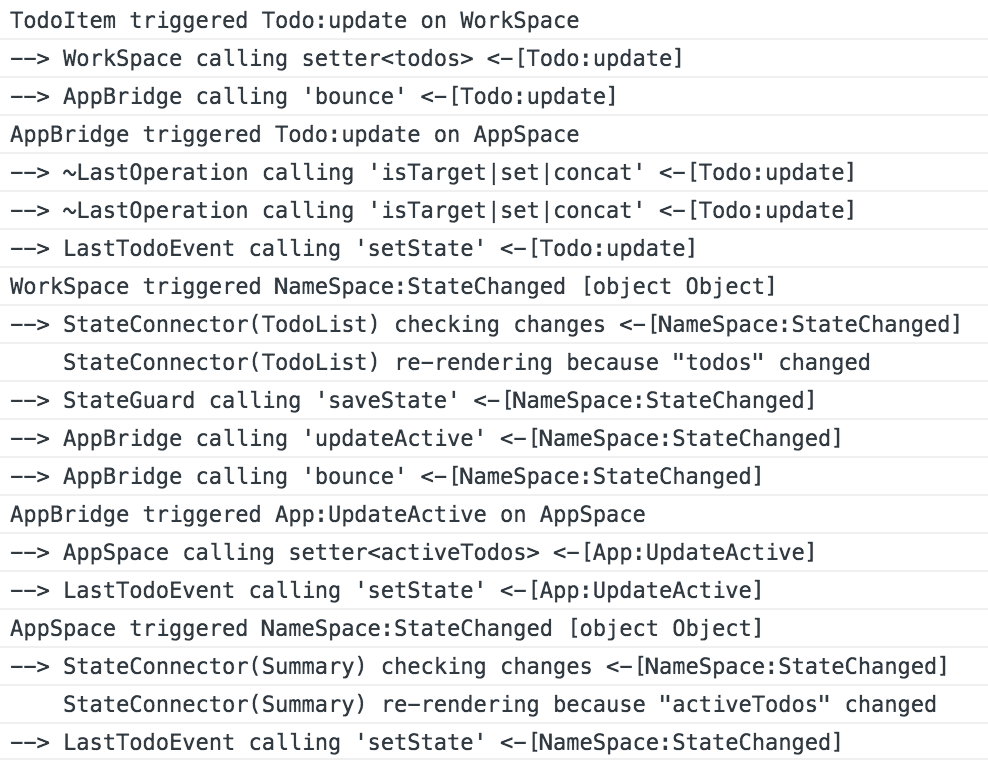 TodoItem triggered Todo:update on WorkSpace
--> WorkSpace calling setter<todos> <-[Todo:update]
--> AppBridge calling 'bounce' <-[Todo:update]
AppBridge triggered Todo:update on AppSpace
--> ~LastOperation calling 'isTarget|set|concat' <-[Todo:update]
--> ~LastOperation calling 'isTarget|set|concat' <-[Todo:update]
--> LastTodoEvent calling 'setState' <-[Todo:update]
WorkSpace triggered NameSpace:StateChanged [object Object]
--> StateConnector(TodoList) checking changes <-[NameSpace:StateChanged]
    StateConnector(TodoList) re-rendering because "todos" changed
--> StateGuard calling 'saveState' <-[NameSpace:StateChanged]
--> AppBridge calling 'updateActive' <-[NameSpace:StateChanged]
--> AppBridge calling 'bounce' <-[NameSpace:StateChanged]
AppBridge triggered App:UpdateActive on AppSpace
--> AppSpace calling setter<activeTodos> <-[App:UpdateActive]
--> LastTodoEvent calling 'setState' <-[App:UpdateActive]
AppSpace triggered NameSpace:StateChanged [object Object]
--> StateConnector(Summary) checking changes <-[NameSpace:StateChanged]
    StateConnector(Summary) re-rendering because "activeTodos" changed
--> LastTodoEvent calling 'setState' <-[NameSpace:StateChanged]